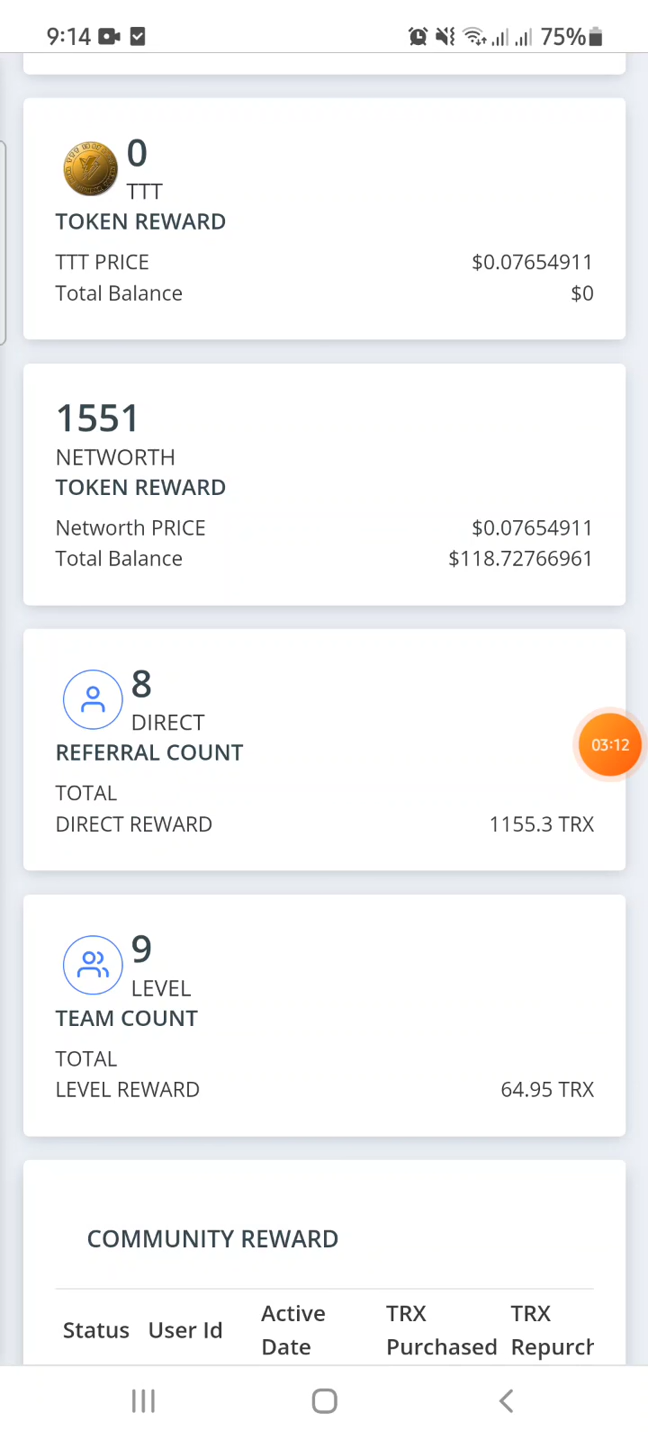 9:14
75%
0
TTT
TOKEN REWARD
TTT PRICE $0.07654911
Total Balance $0
1551
NETWORTH
TOKEN REWARD
Networth PRICE $0.07654911
Total Balance $118.72766961
8
DIRECT
REFERRAL COUNT
03:12
TOTAL
DIRECT REWARD 1155.3 TRX
9
LEVEL
TEAM COUNT
TOTAL
LEVEL REWARD 64.95 TRX
COMMUNITY REWARD
Status User Id Active Date TRX Purchased TRX Repurch